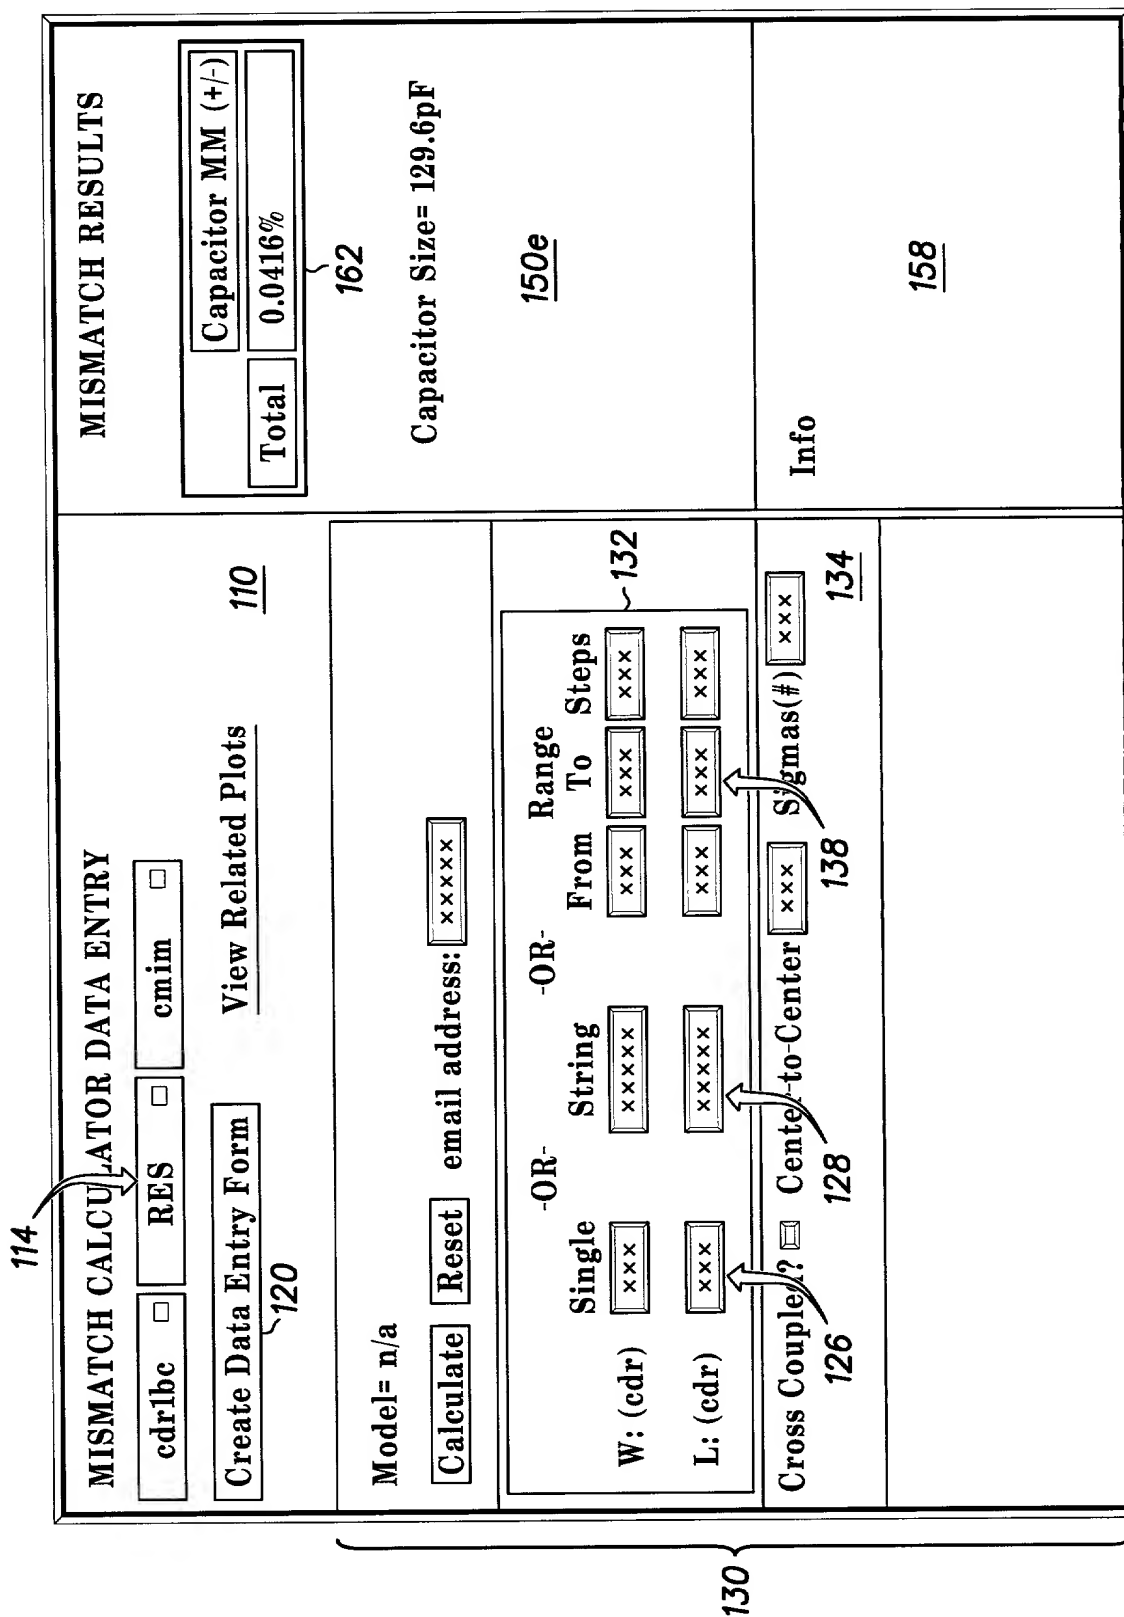 114
MISMATCH CALCULATOR DATA ENTRY
cdr1bc RES cmim
Create Data Entry Form View Related Plots
120
110
Model= n/a
Calculate Reset email address: xxxxx
Single -OR- String -OR- Range
From To Steps
W: (cdr) xxx xxxxx xxx xxx xxx
L: (cdr) xxx xxxxx xxx xxx xxx
132
Cross Coupled? Center-to-Center xxx Sigmas(#) xxx
126 128 138 134
130
MISMATCH RESULTS
Capacitor MM (+/-)
Total 0.0416%
162
Capacitor Size= 129.6pF
150e
Info
158